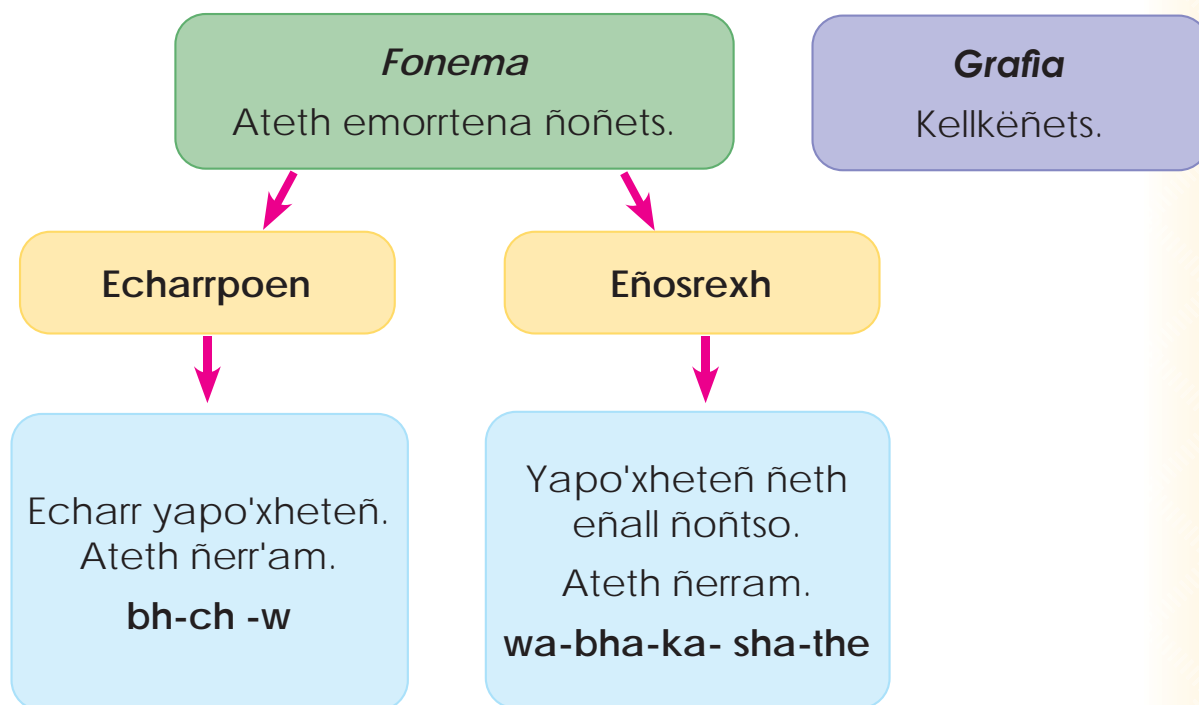 Fonema
Ateth emorrtena ñoñets.
Grafia
Kellkëñets.
Echarrpoen
Eñosrexh
Echarr yapo'xheteñ.
Ateth ñerr'am.
bh-ch -w
Yapo'xheteñ ñeth
eñall ñoñtso.
Ateth ñerram.
wa-bha-ka- sha-the